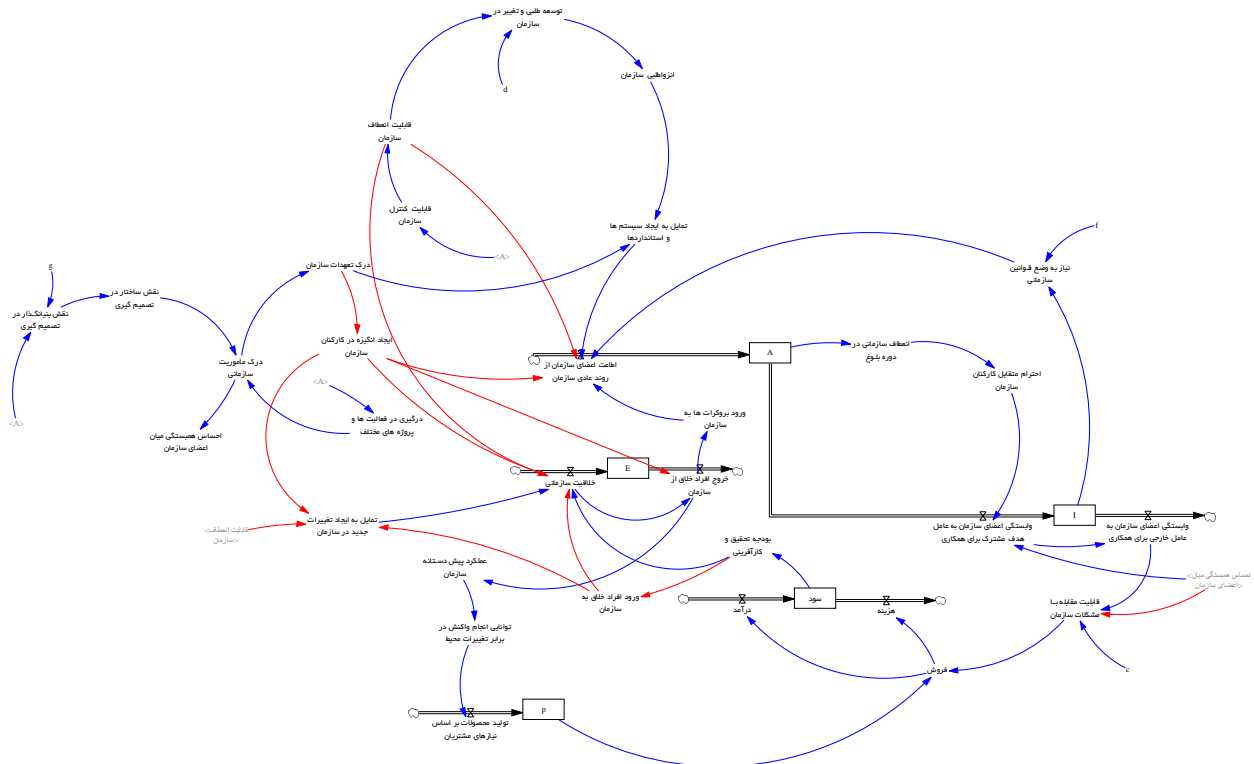 توسعه طلبی و تغییر در
سازمان
انزواطلبی سازمان
d
قابلیت انعطاف
سازمان
قابلیت کنترل
سازمان
تمایل به ایجاد سیستم ها
و استانداردها
<A>
f
نیاز به وضع قوانین
سازمانی
g
درک تعهدات سازمان
نقش ساختار در
تصمیم گیری
نقش بنیانگذار در
تصمیم گیری
ایجاد انگیزه در کارکنان
سازمان
A
انعطاف سازمانی در
دوره بلوغ
اطاعت اعضای سازمان از
روند عادی سازمان
درک مأموریت
سازمانی
احترام متقابل کارکنان
سازمان
<A>
<A>
درگیری در فعالیت ها و
پروژه های مختلف
ورود بروکرات ها به
سازمان
احساس همبستگی میان
اعضای سازمان
E
خلاقیت سازمانی
خروج افراد خلاق از
سازمان
I
تمایل به ایجاد تغییرات
جدید در سازمان
<قابلیت انعطاف
سازمان>
وابستگی اعضای سازمان به عامل
هدف مشترک برای همکاری
وابستگی اعضای سازمان به
عامل خارجی برای همکاری
بودجه تحقیق و
کارآفرینی
عملکرد پیش دستانه
سازمان
<احساس همبستگی میان
اعضای سازمان>
ورود افراد خلاق به
سازمان
سود
درآمد
هزینه
قابلیت مقابله با
مشکلات سازمان
توانایی انجام واکنش در
برابر تغییرات محیط
فروش
c
P
تولید محصولات بر اساس
نیازهای مشتریان